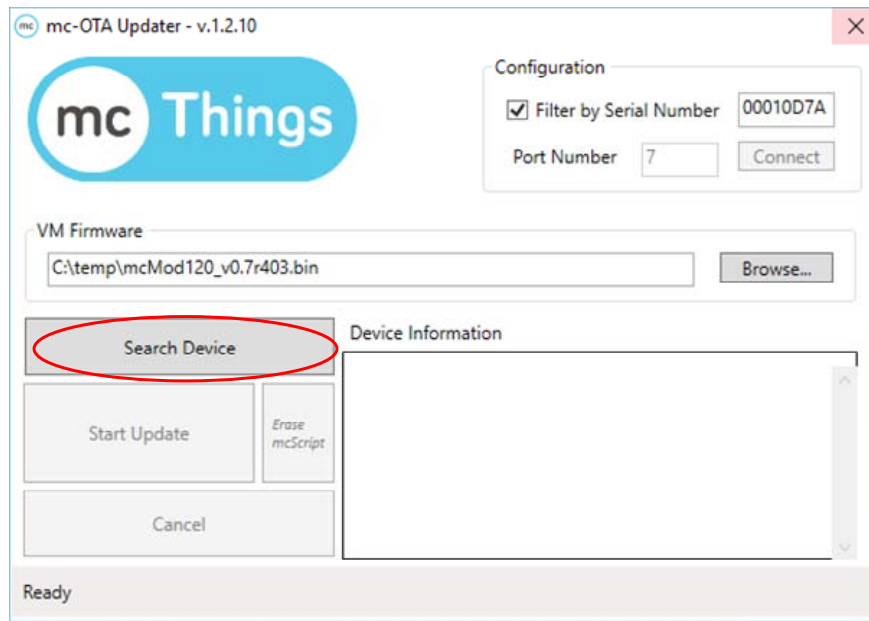 mc mc-OTA Updater - v.1.2.10
mc Things
Configuration
Filter by Serial Number 00010D7A
Port Number 7 Connect
VM Firmware
C:\temp\mcMod120_v0.7r403.bin Browse...
Search Device
Device Information
Start Update
Erase
mcScript
Cancel
Ready